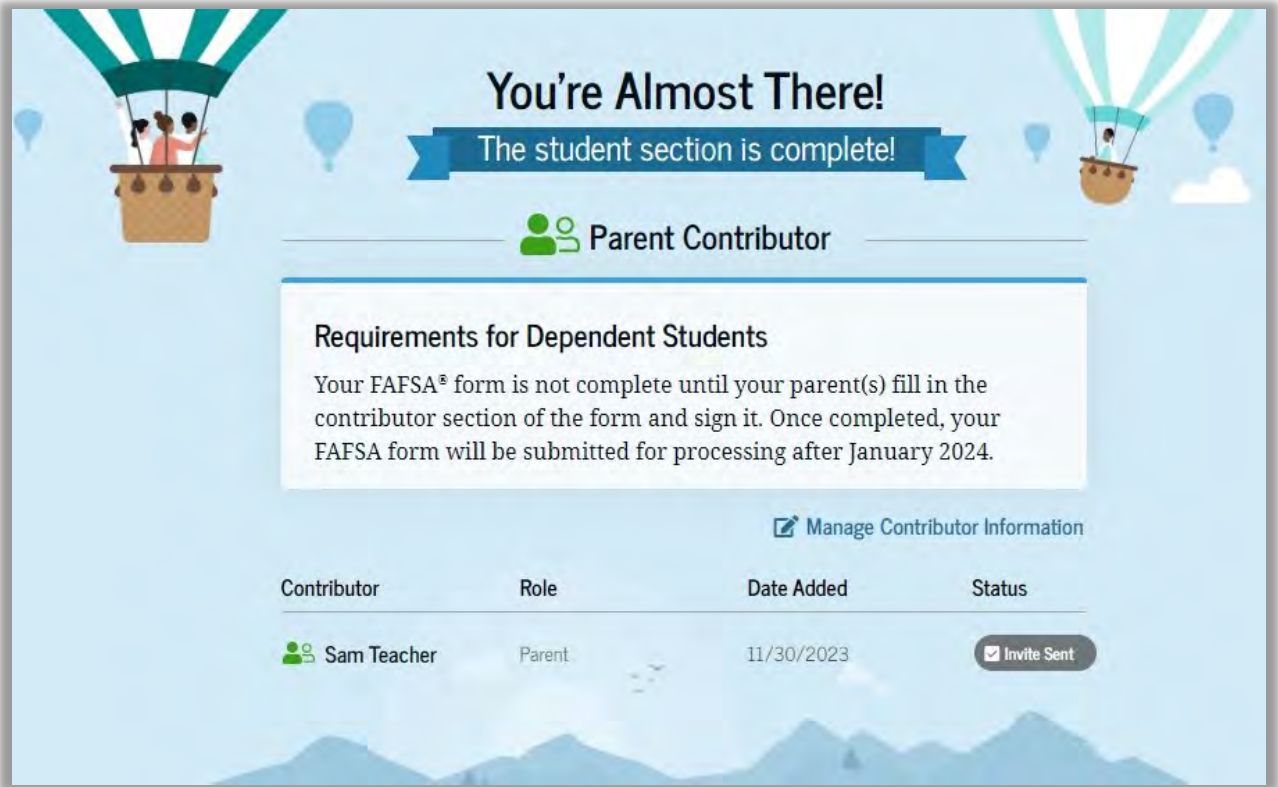 You're Almost There!
The student section is complete!
Parent Contributor
Requirements for Dependent Students
Your FAFSA® form is not complete until your parent(s) fill in the
contributor section of the form and sign it. Once completed, your
FAFSA form will be submitted for processing after January 2024.
Manage Contributor Information
Contributor Role Date Added Status
Sam Teacher Parent 11/30/2023 Invite Sent